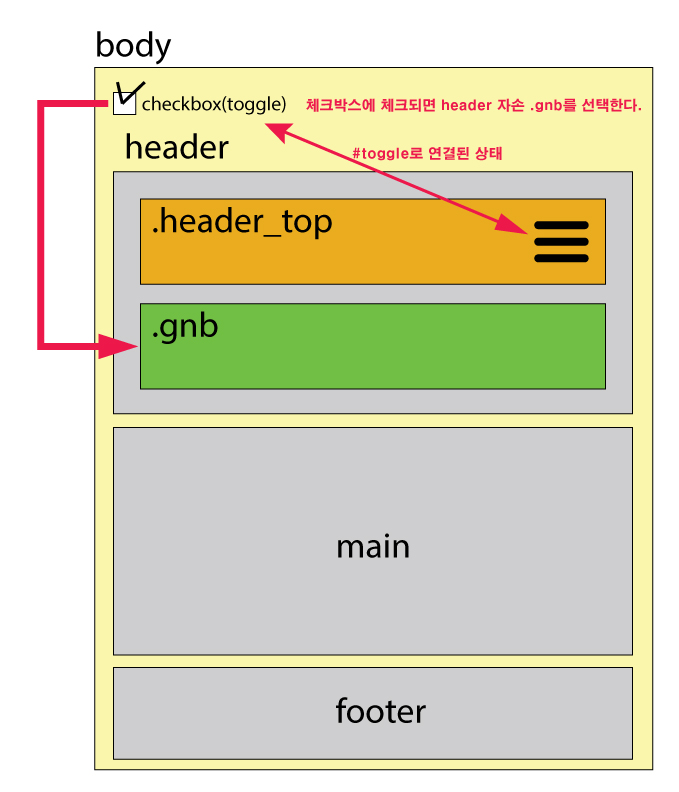 body
checkbox(toggle) 체크박스에 체크되면 header 자손 .gnb를 선택한다.
#toggle로 연결된 상태
header
.header_top
.gnb
main
footer